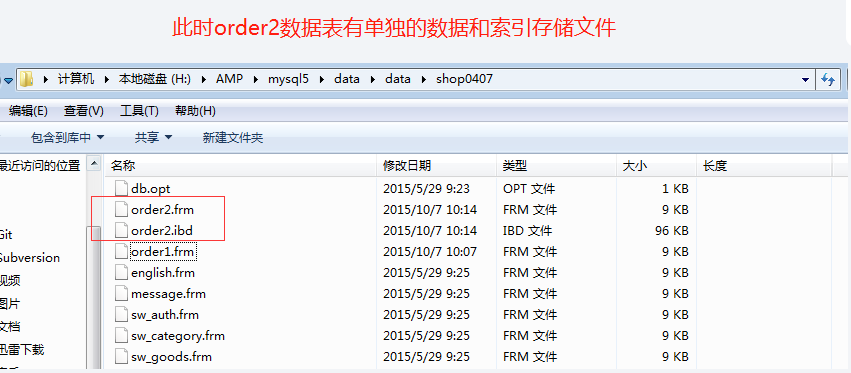 此时order2数据表有单独的数据和索引存储文件
计算机 本地磁盘 (H:) AMP mysql5 data data shop0407
编辑(E) 查看(V) 工具(T) 帮助(H)
包含到库中 共享 新建文件夹
最近访问的位置 名称 修改日期 类型 大小 长度
db.opt 2015/5/29 9:23 OPT 文件 1 KB
order2.frm 2015/10/7 10:14 FRM 文件 9 KB
Git order2.ibd 2015/10/7 10:14 IBD 文件 96 KB
Subversion order1.frm 2015/10/7 10:07 FRM 文件 9 KB
视频 english.frm 2015/5/29 9:25 FRM 文件 9 KB
图片 message.frm 2015/5/29 9:25 FRM 文件 9 KB
文档 sw_auth.frm 2015/5/29 9:25 FRM 文件 9 KB
迅雷下载 sw_category.frm 2015/5/29 9:25 FRM 文件 9 KB
sw_goods.frm 2015/5/29 9:25 FRM 文件 9 KB